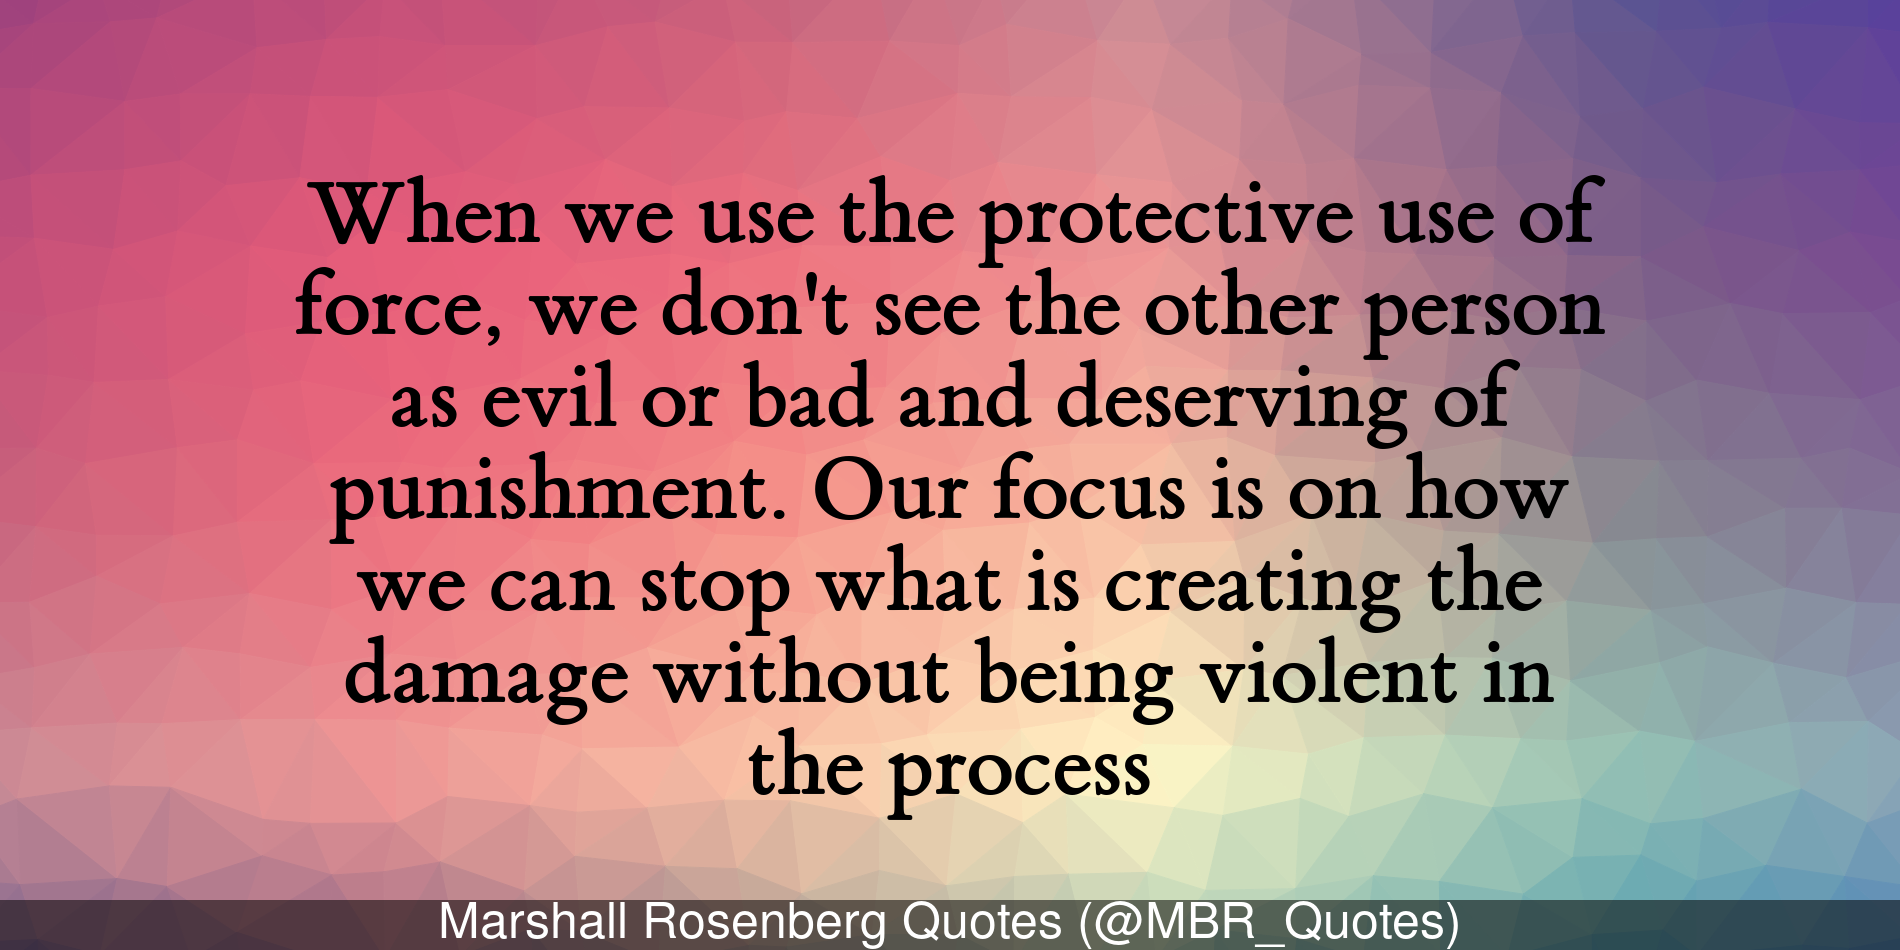 When we use the protective use of
force, we don't see the other person
as evil or bad and deserving of
punishment. Our focus is on how
we can stop what is creating the
damage without being violent in
the process
Marshall Rosenberg Quotes (@MBR_Quotes)